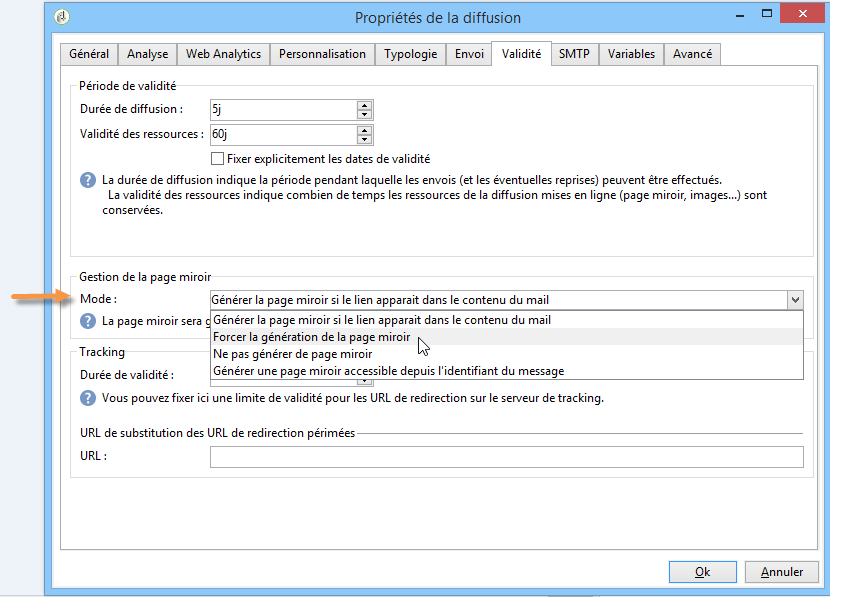 Propriétés de la diffusion
Général Analyse Web Analytics Personnalisation Typologie Envoi Validité SMTP Variables Avancé
Période de validité
Durée de diffusion : 5j
Validité des ressources : 60j
Fixer explicitement les dates de validité
La durée de diffusion indique la période pendant laquelle les envois (et les éventuelles reprises) peuvent être effectués.
La validité des ressources indique combien de temps les ressources de la diffusion mises en ligne (page miroir, images...) sont
conservées.
Gestion de la page miroir
Mode : Générer la page miroir si le lien apparait dans le contenu du mail
La page miroir sera
Générer la page miroir si le lien apparait dans le contenu du mail
Forcer la génération de la page miroir
Ne pas générer de page miroir
Générer une page miroir accessible depuis l'identifiant du message
Tracking
Durée de validité :
Vous pouvez fixer ici une limite de validité pour les URL de redirection sur le serveur de tracking.
URL de substitution des URL de redirection périmées
URL :
Ok Annuler